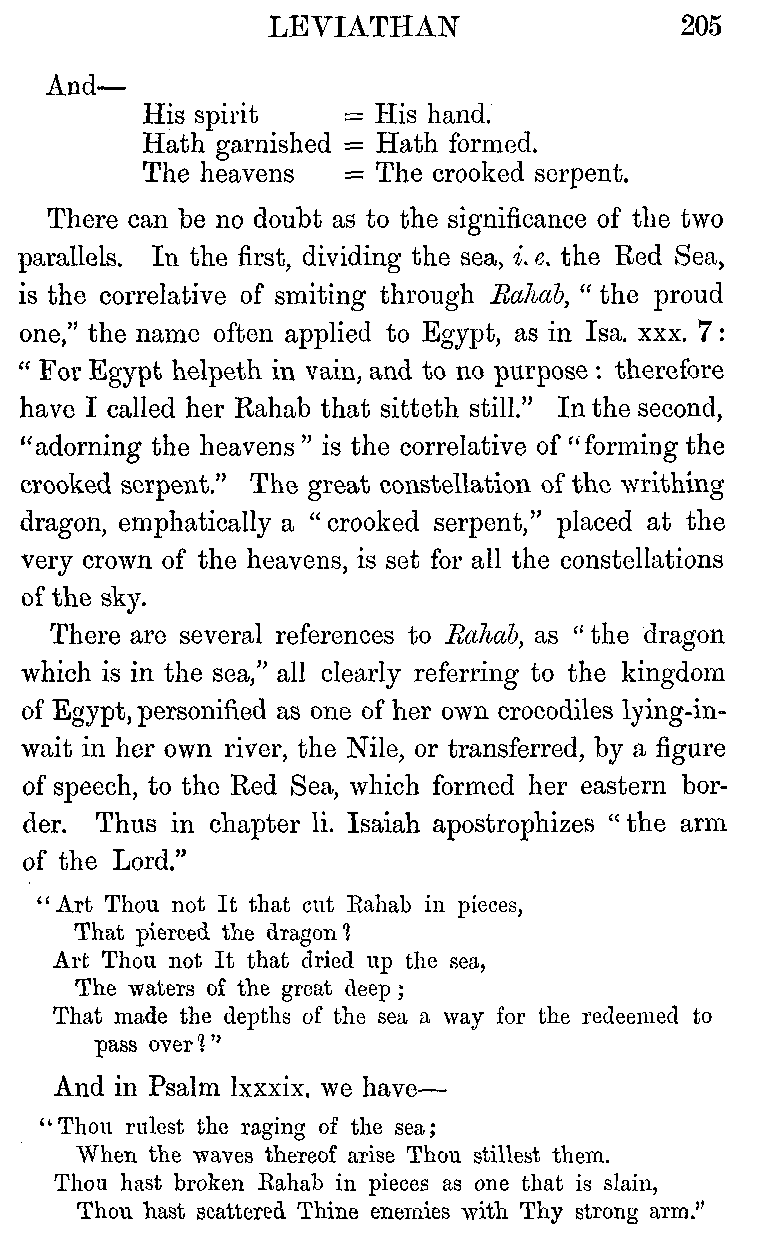 LEVIATHAN 205
And—
His spirit = His hand.
Hath garnished = Hath formed.
The heavens = The crooked serpent.
There can be no doubt as to the significance of the two
parallels. In the first, dividing the sea, i. e. the Red Sea,
is the correlative of smiting through Rahab, “ the proud
one,” the name often applied to Egypt, as in Isa. xxx. 7 :
“ For Egypt helpeth in vain, and to no purpose : therefore
have I called her Rahab that sitteth still.” In the second,
“adorning the heavens ” is the correlative of “forming the
crooked serpent.” The great constellation of the writhing
dragon, emphatically a “ crooked serpent,” placed at the
very crown of the heavens, is set for all the constellations
of the sky.
There are several references to Rahab, as “ the dragon
which is in the sea,” all clearly referring to the kingdom
of Egypt, personified as one of her own crocodiles lying-in-
wait in her own river, the Nile, or transferred, by a figure
of speech, to the Red Sea, which formed her eastern bor-
der. Thus in chapter li. Isaiah apostrophizes “ the arm
of the Lord.”
“ Art Thou not It that cut Rahab in pieces,
That pierced the dragon ?
Art Thou not It that dried up the sea,
The waters of the great deep ;
That made the depths of the sea a way for the redeemed to
pass over ? ”
And in Psalm lxxxix. we have—
“ Thou rulest the raging of the sea ;
When the waves thereof arise Thou stillest them.
Thou hast broken Rahab in pieces as one that is slain,
Thou hast scattered Thine enemies with Thy strong arm.”